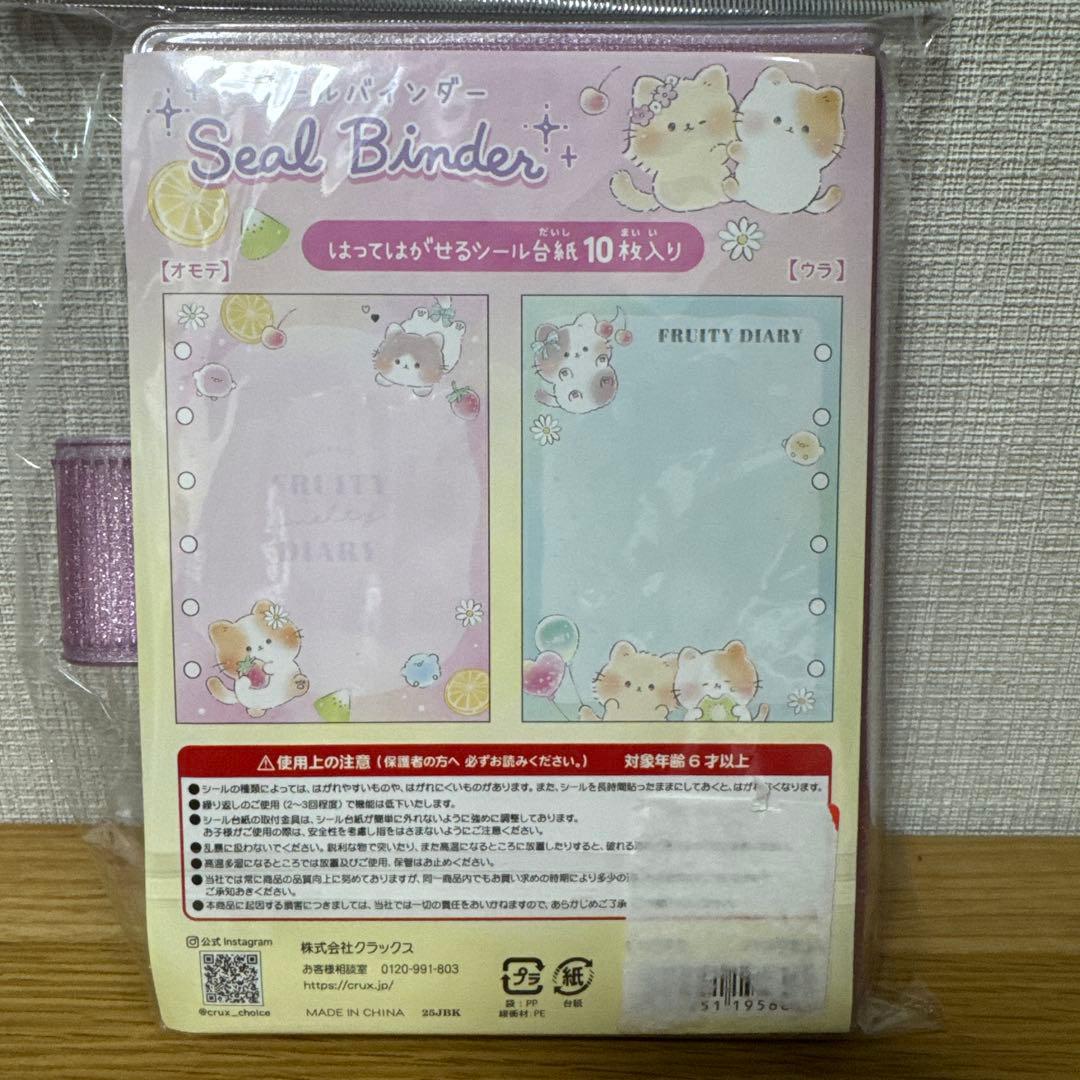 シールバインダー
Seal Binder
はってはがせるシール台紙10枚入り
だいし まいい
【オモテ】
【ウラ】
FRUITY
DIARY
FRUITY DIARY
⚠使用上の注意(保護者の方へ 必ずお読みください。) 対象年齢6才以上
●シールの種類によっては、はがれやすいものや、はがれにくいものがあります。また、シールを長時間貼ったままにしておくと、はがれなくなります。
●繰り返しのご使用(2〜3回程度)で機能は低下いたします。
●シール台紙の取付金具は、シール台紙が簡単に外れないように強めに調整しております。
お子様がご使用の際は、安全性を考慮し指をはさまないようにご注意ください。
●乱暴に扱わないでください。鋭利な物で突いたり、また高温になるところに放置したりすると、破れる
●高温多湿になるところでは放置及びご使用、保管はお止めください。
●当社では常に商品の品質向上に努めておりますが、同一商品内でもお買い求めの時期により多少の
ご承知おきください。
●本商品に起因する損害につきましては、当社では一切の責任をおいかねますので、あらかじめご了承
公式 Instagram
@crux_choice
株式会社クラックス
お客様相談室 0120-991-803
https://crux.jp/
MADE IN CHINA 25JBK
プラ
袋:PP
緩衝材:PE
紙
台紙
51 1956